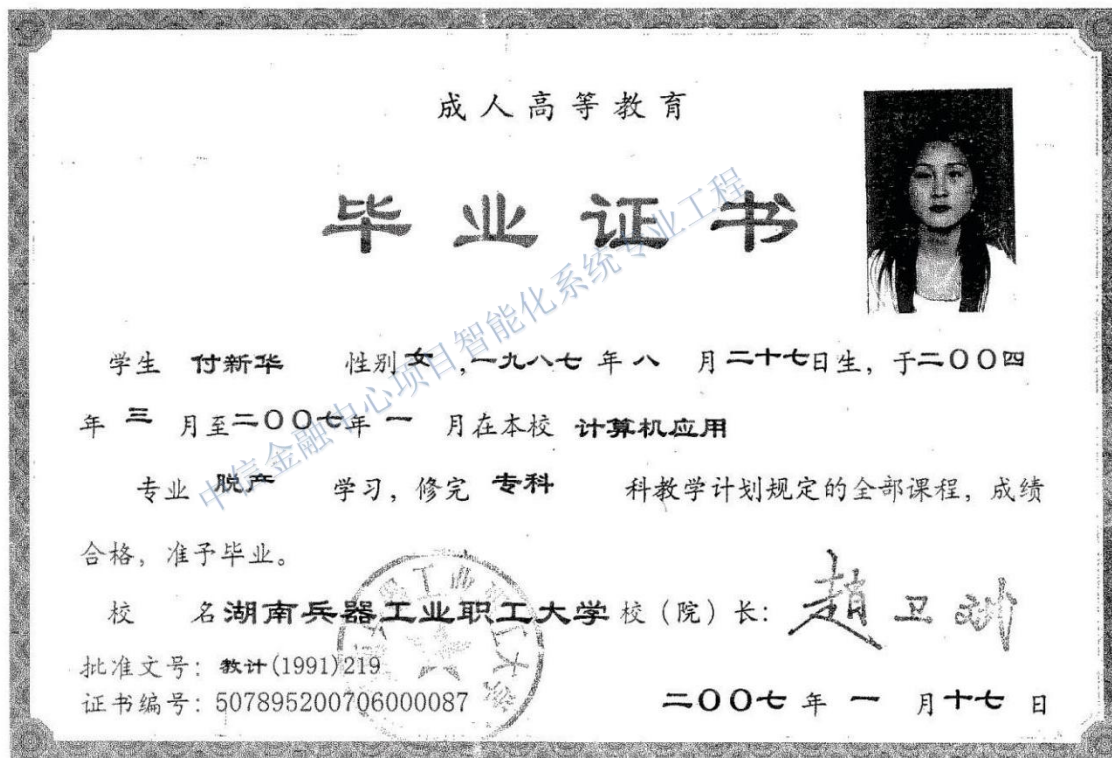 成人高等教育
毕业证书
中信金融中心项目智能化系统专业工程
学生 付新华 性别 女 ,一九八七 年 八 月 二十七日生, 于二〇〇四
年 三 月至二〇〇七年 一 月在本校 计算机应用
专业 脱产 学习, 修完 专科 科教学计划规定的全部课程, 成绩
合格, 准予毕业。
校 名 湖南兵器工业职工大学 校 (院) 长:
批准文号: 教计(1991)219
证书编号: 507895200706000087
二〇〇七 年 一 月 十七 日